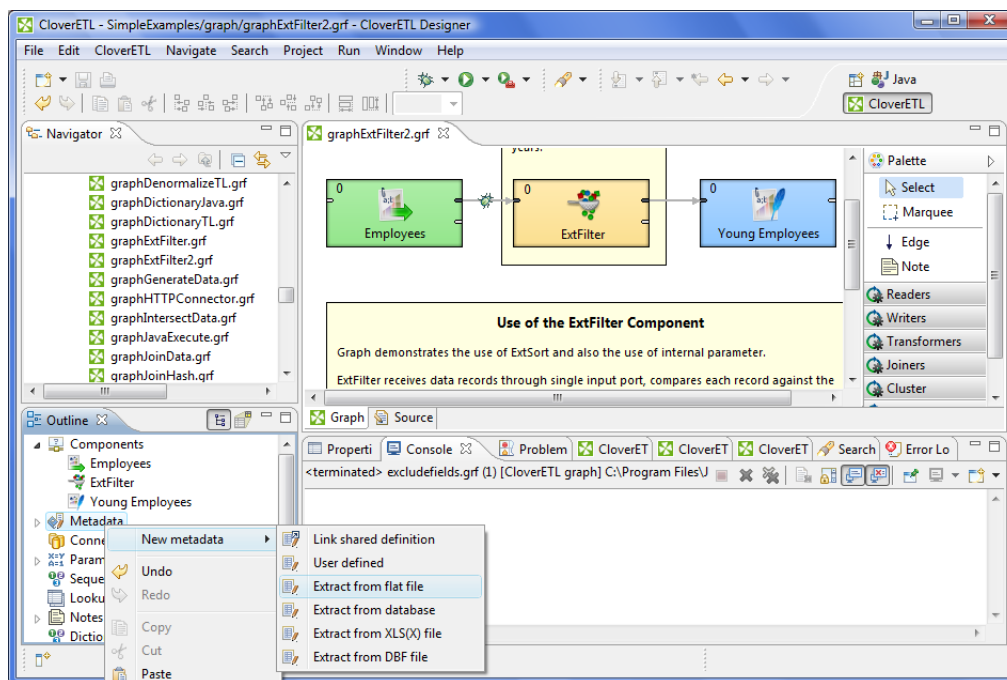 CloverETL - SimpleExamples/graph/graphExtFilter2.grf - CloverETL Designer
File Edit CloverETL Navigate Search Project Run Window Help
Java
CloverETL
Navigator
graphDenormalizeTL.grf
graphDictionaryJava.grf
graphDictionaryTL.grf
graphExtFilter.grf
graphExtFilter2.grf
graphGenerateData.grf
graphHTTPConnector.grf
graphIntersectData.grf
graphJavaExecute.grf
graphJoinData.grf
graphJoinHash.grf
graphExtFilter2.grf
years.
0
Employees
0
ExtFilter
0
Young Employees
Use of the ExtFilter Component
Graph demonstrates the use of ExtSort and also the use of internal parameter.
ExtFilter receives data records through single input port, compares each record against the
Graph Source
Palette
Select
Marquee
Edge
Note
Readers
Writers
Transformers
Joiners
Cluster
Outline
Components
Employees
ExtFilter
Young Employees
Metadata
Conne
Param
Seque
Looku
Notes
Dictio
New metadata
Undo
Redo
Copy
Cut
Paste
Link shared definition
User defined
Extract from flat file
Extract from database
Extract from XLS(X) file
Extract from DBF file
Properti Console Problem CloverET CloverET CloverET Search Error Lo
<terminated> excludefields.grf (1) [CloverETL graph] C:\Program Files\J